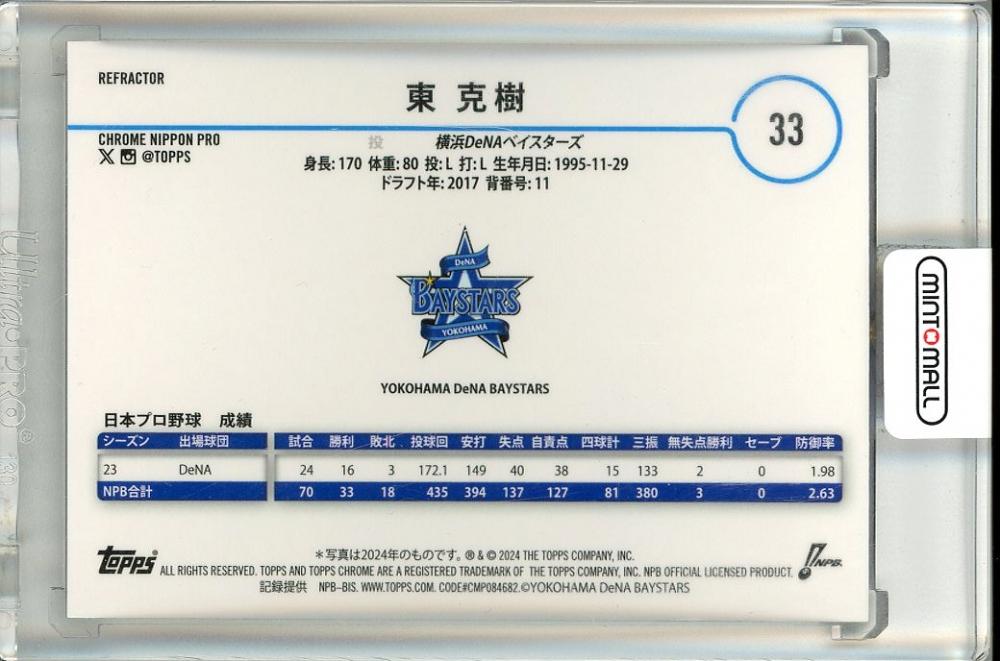 REFRACTOR
東 克樹
33
CHROME NIPPON PRO
@TOPPS
投 横浜DeNAベイスターズ
身長: 170 体重: 80 投: L 打: L 生年月日: 1995-11-29
ドラフト年: 2017 背番号: 11
DeNA
BAYSTARS
YOKOHAMA
YOKOHAMA DeNA BAYSTARS
日本プロ野球 成績
シーズン 出場球団 試合 勝利 敗北 投球回 安打 失点 自責点 四球計 三振 無失点勝利 セーブ 防御率
23 DeNA 24 16 3 172.1 149 40 38 15 133 2 0 1.98
NPB合計 70 33 18 435 394 137 127 81 380 3 0 2.63
topps
*写真は2024年のものです。® & © 2024 THE TOPPS COMPANY, INC.
ALL RIGHTS RESERVED. TOPPS AND TOPPS CHROME ARE A REGISTERED TRADEMARK OF THE TOPPS COMPANY, INC. NPB OFFICIAL LICENSED PRODUCT.
記録提供 NPB-BIS. WWW.TOPPS.COM. CODE#CMP084682.©YOKOHAMA DeNA BAYSTARS
NPB
MINTMALL
Ultra•PRO®